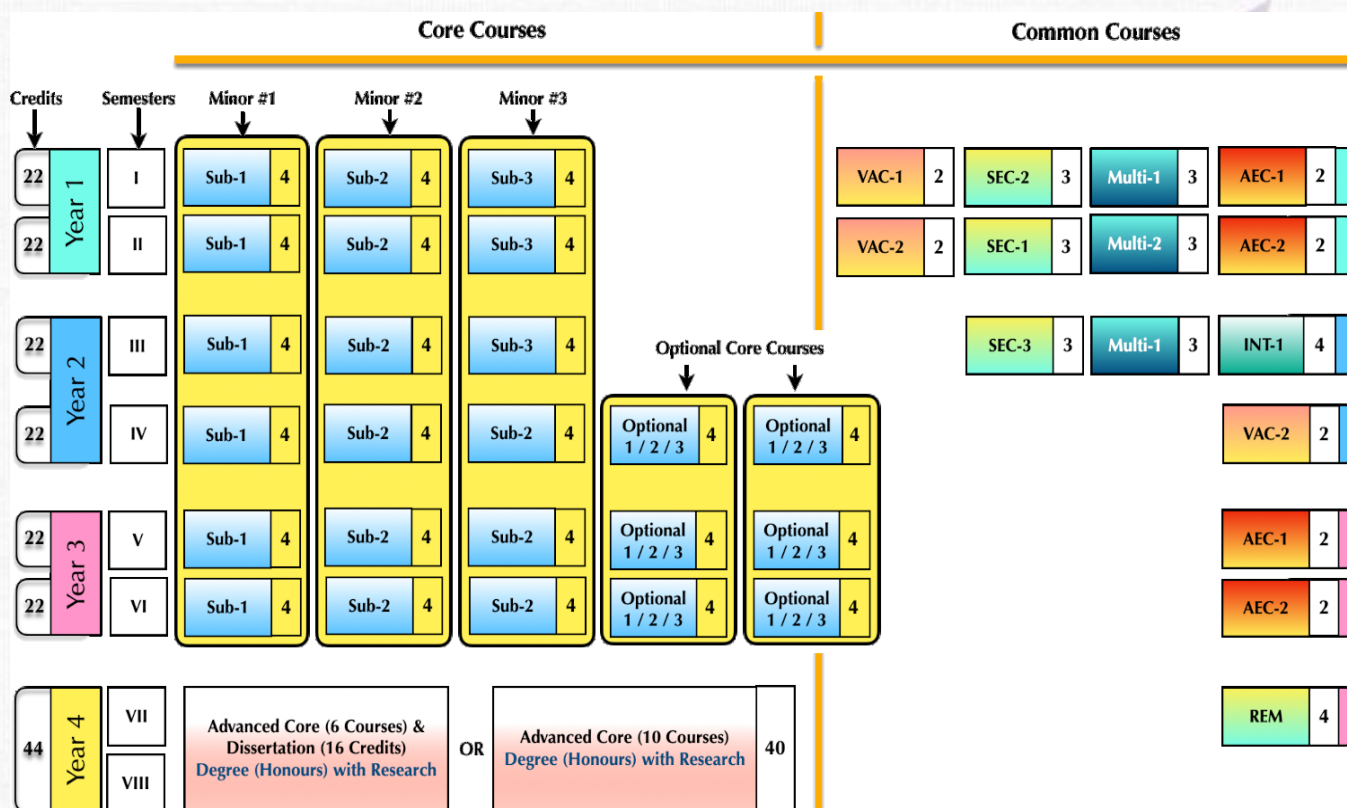 Core Courses
Common Courses
Credits Semesters Minor #1 Minor #2 Minor #3
22 Year 1 I Sub-1 4 Sub-2 4 Sub-3 4 VAC-1 2 SEC-2 3 Multi-1 3 AEC-1 2
22 II Sub-1 4 Sub-2 4 Sub-3 4 VAC-2 2 SEC-1 3 Multi-2 3 AEC-2 2
22 Year 2 III Sub-1 4 Sub-2 4 Sub-3 4 SEC-3 3 Multi-1 3 INT-1 4
Optional Core Courses
22 IV Sub-1 4 Sub-2 4 Sub-2 4 Optional 4 Optional 4 VAC-2 2
1 / 2 / 3 1 / 2 / 3
22 Year 3 V Sub-1 4 Sub-2 4 Sub-2 4 Optional 4 Optional 4 AEC-1 2
1 / 2 / 3 1 / 2 / 3
22 VI Sub-1 4 Sub-2 4 Sub-2 4 Optional 4 Optional 4 AEC-2 2
1 / 2 / 3 1 / 2 / 3
44 Year 4 VII
VIII
Advanced Core (6 Courses) &
Dissertation (16 Credits)
Degree (Honours) with Research
OR
Advanced Core (10 Courses)
Degree (Honours) with Research
40
REM 4